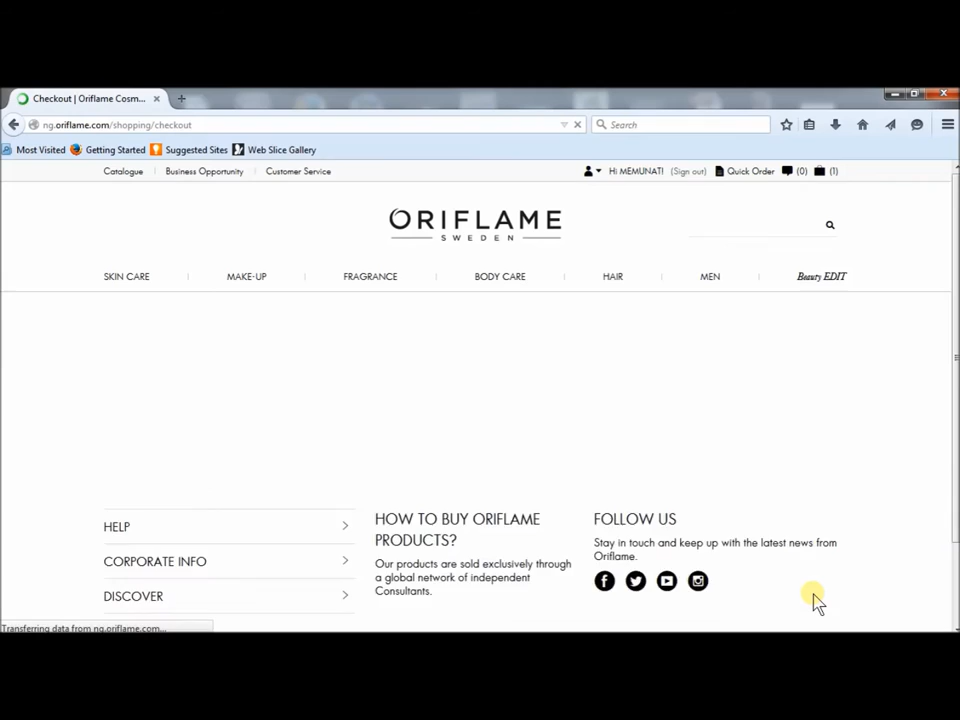 Checkout | Oriflame Cosm...
ng.oriflame.com/shopping/checkout
Search
Most Visited Getting Started Suggested Sites Web Slice Gallery
Catalogue Business Opportunity Customer Service Hi MEMUNAT! (Sign out) Quick Order (0) (1)
ORIFLAME
SWEDEN
SKIN CARE MAKE-UP FRAGRANCE BODY CARE HAIR MEN Beauty EDIT
HELP
CORPORATE INFO
DISCOVER
HOW TO BUY ORIFLAME
PRODUCTS?
Our products are sold exclusively through
a global network of independent
Consultants.
FOLLOW US
Stay in touch and keep up with the latest news from
Oriflame.
Transferring data from ng.oriflame.com...